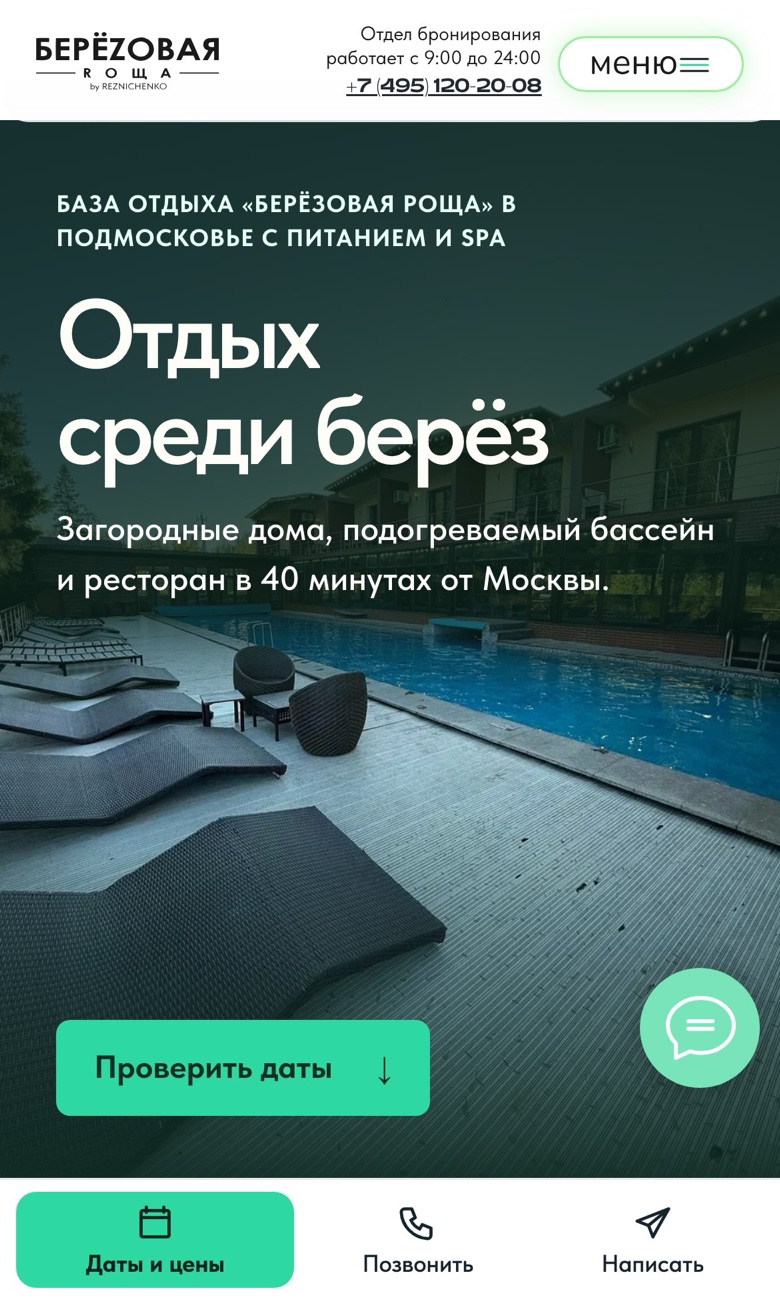 БЕРЁZОВАЯ
RОЩА
by REZNICHENKO
Отдел бронирования
работает с 9:00 до 24:00
+7 (495) 120-20-08
меню
БАЗА ОТДЫХА «БЕРЁЗОВАЯ РОЩА» В
ПОДМОСКОВЬЕ С ПИТАНИЕМ И SPA
Отдых
среди берёз
Загородные дома, подогреваемый бассейн
и ресторан в 40 минутах от Москвы.
Проверить даты ↓
Даты и цены
Позвонить
Написать